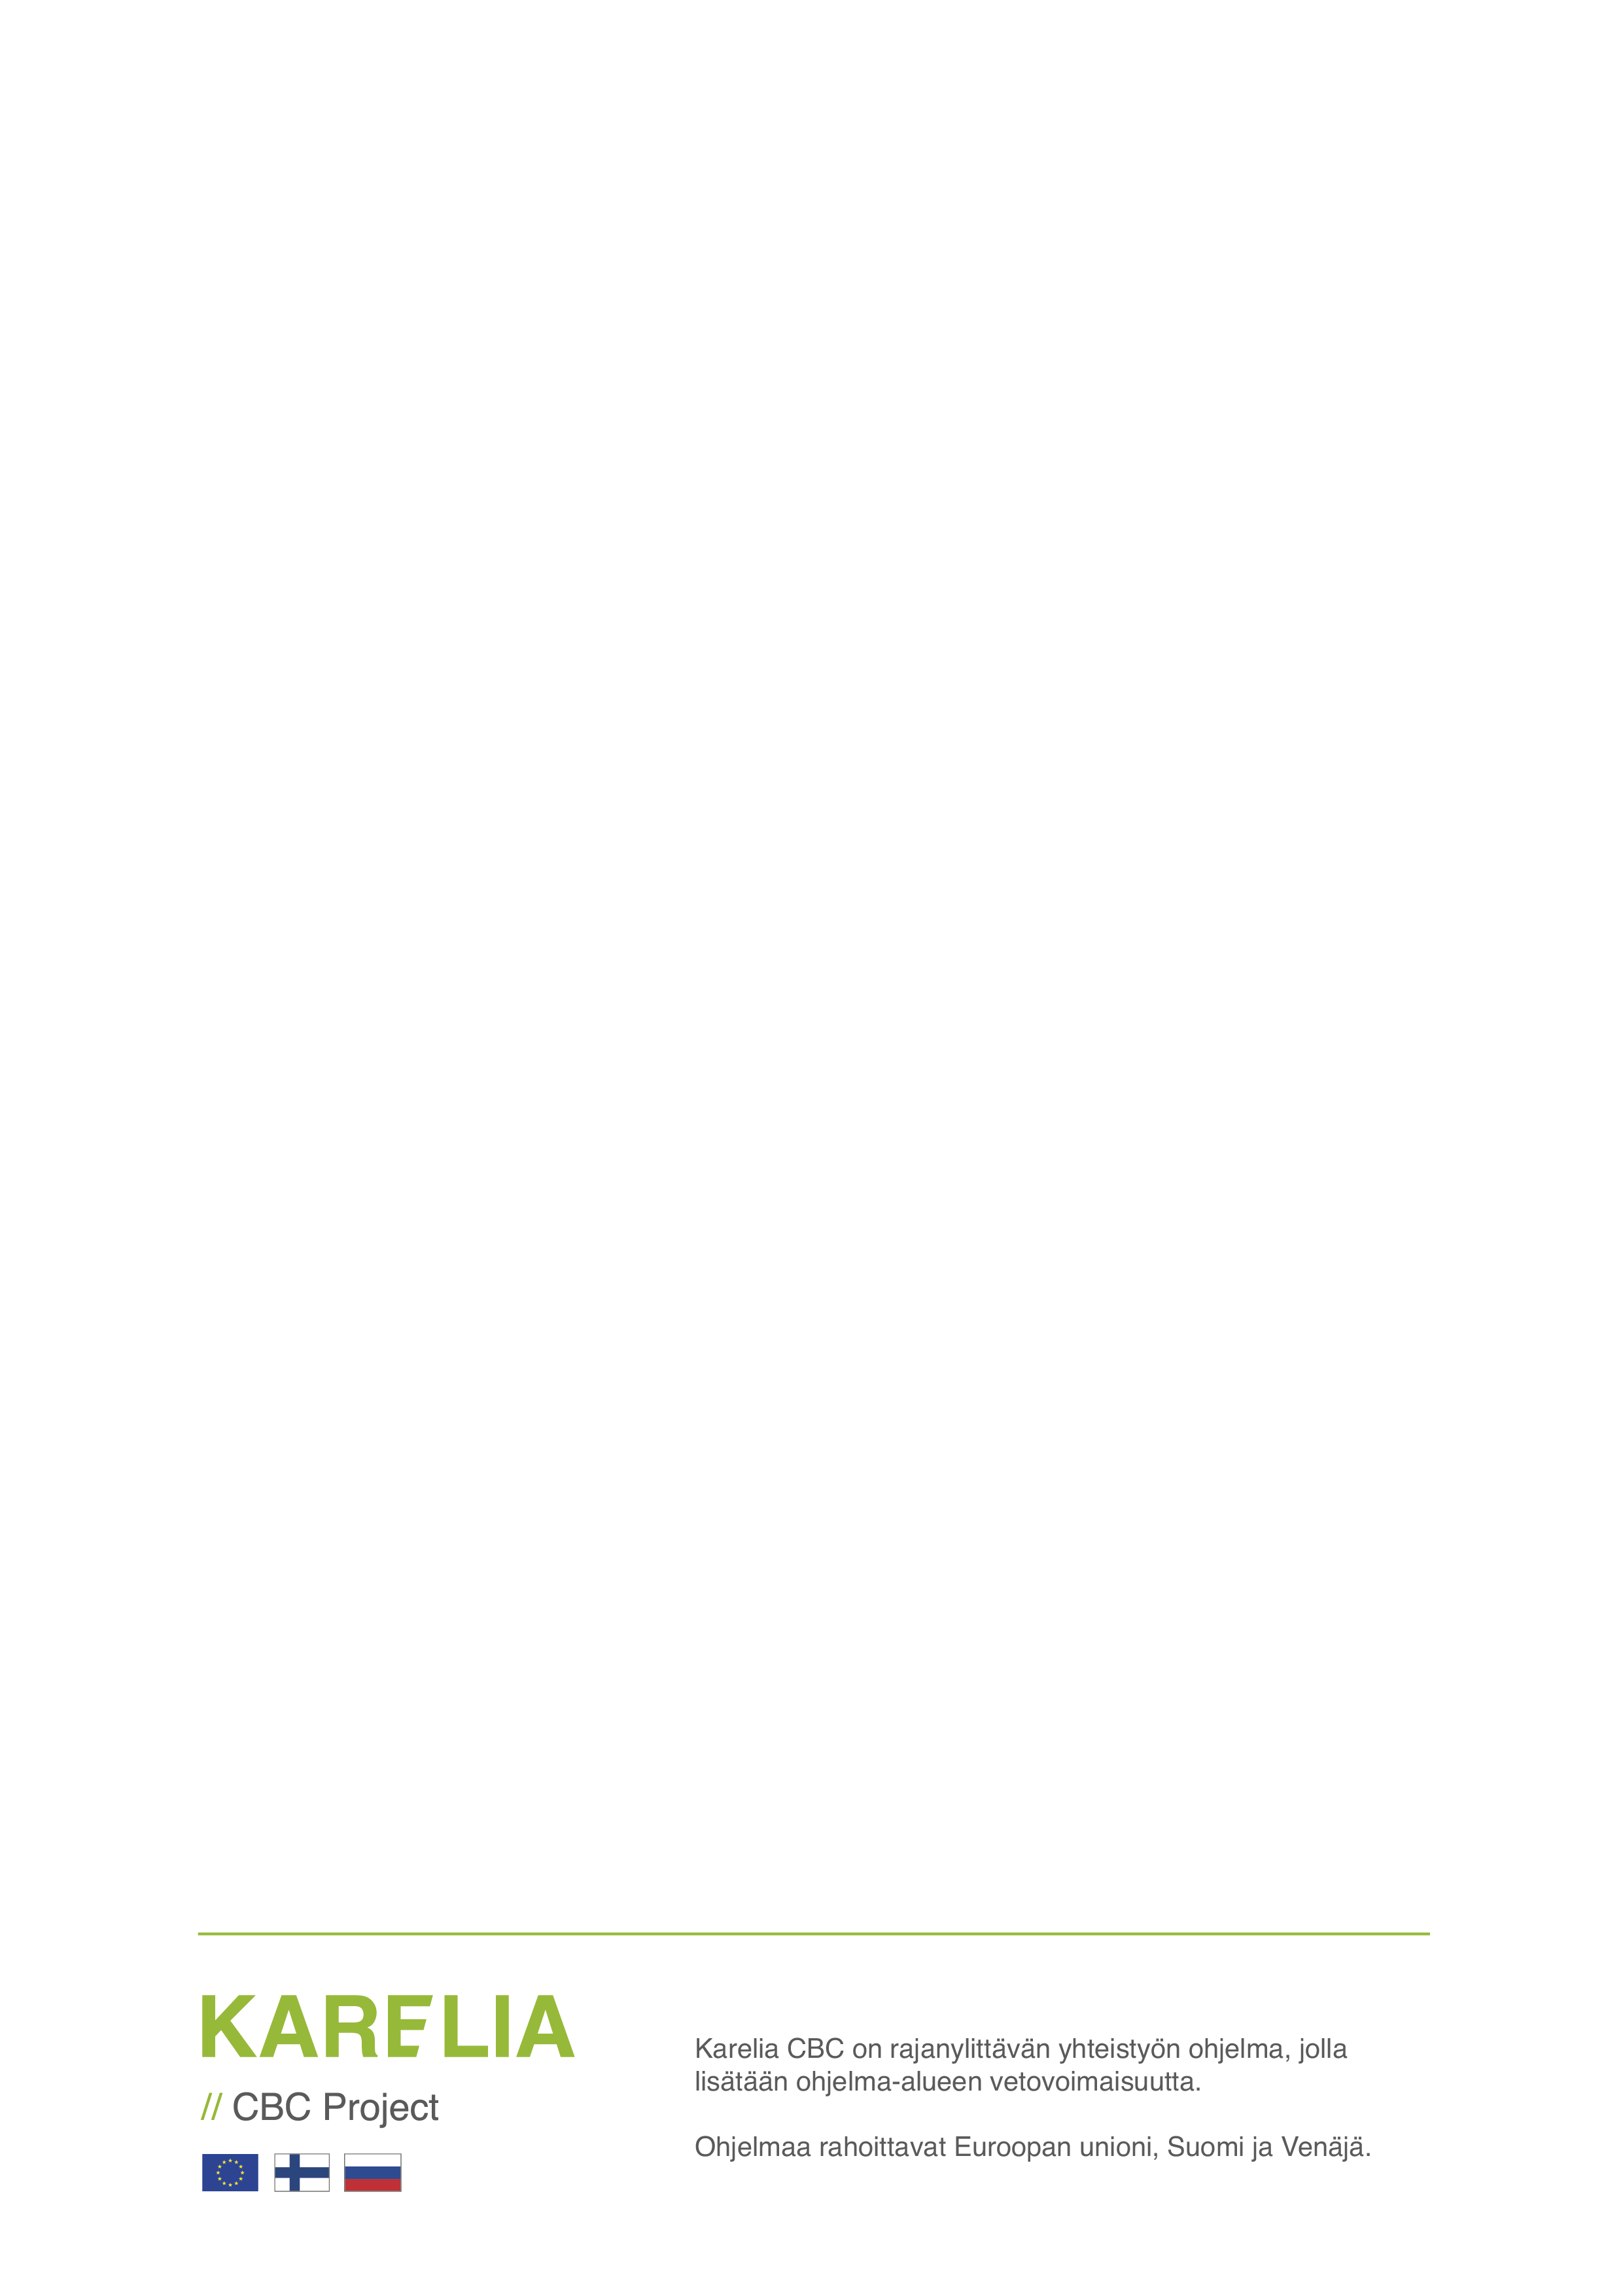 KARELIA
// CBC Project
Karelia CBC on rajanylittävän yhteistyön ohjelma, jolla
lisätään ohjelma-alueen vetovoimaisuutta.
Ohjelmaa rahoittavat Euroopan unioni, Suomi ja Venäjä.